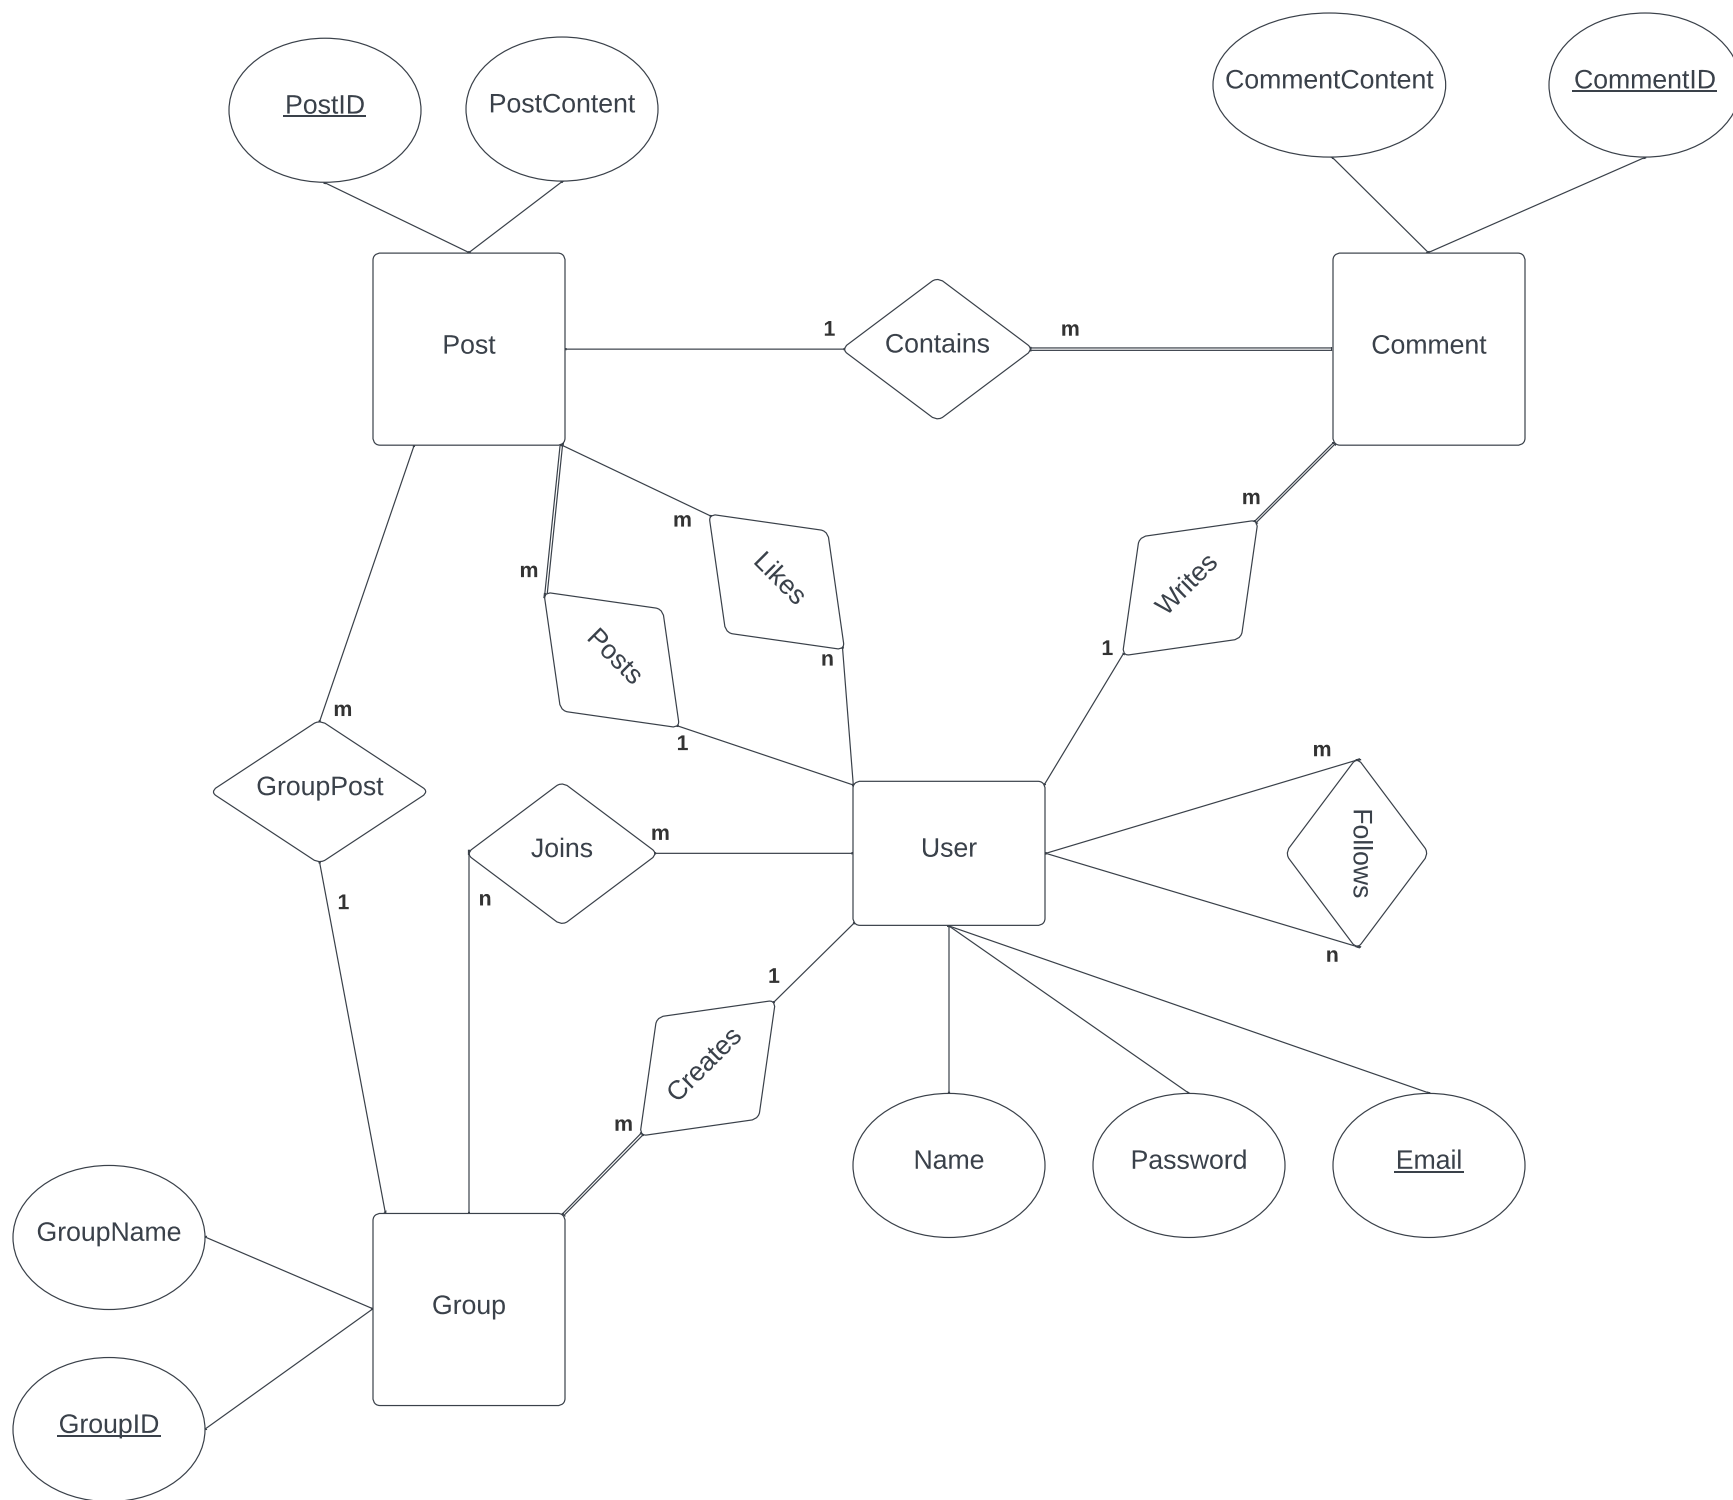 CommentContent
CommentID
PostID
PostContent
1
m
Contains
Post
Comment
m
m
Likes
m
Writes
Posts
1
n
m
1
m
GroupPost
m
Joins
User
Follows
1
n
n
1
Creates
m
Name
Password
Email
GroupName
Group
GroupID